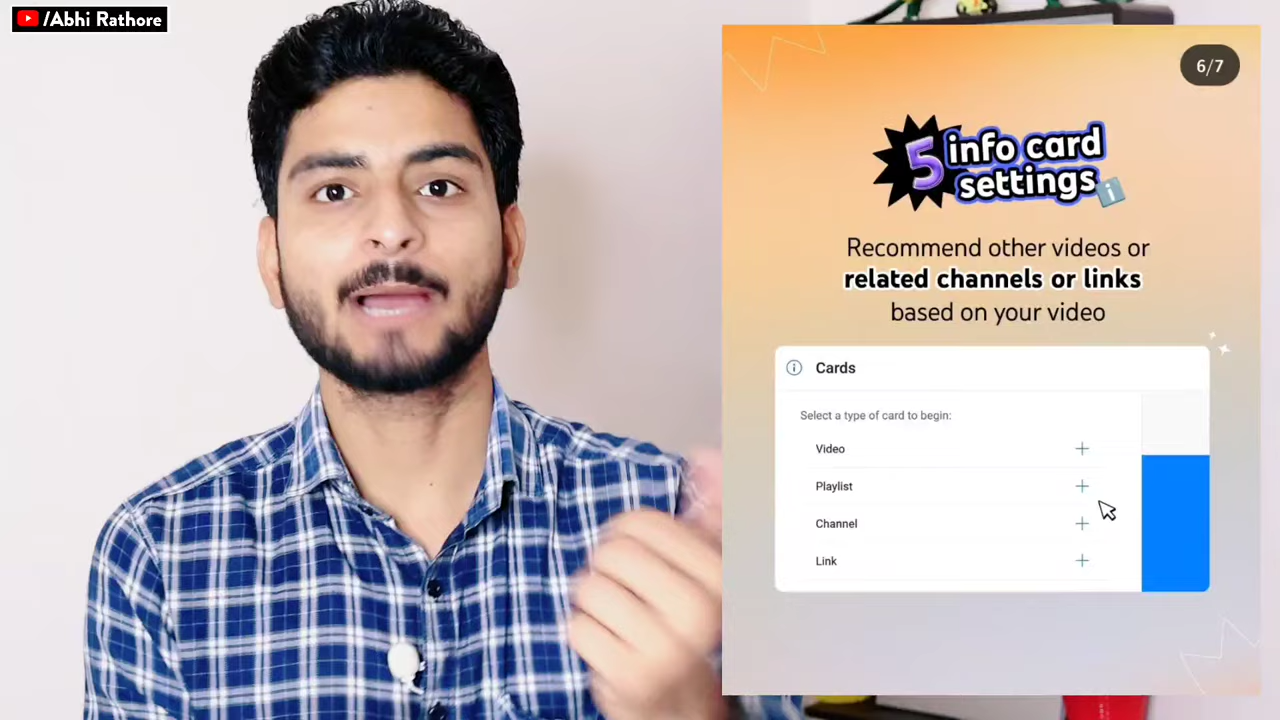 /Abhi Rathore
6/7
5 info card
settings
Recommend other videos or
related channels or links
based on your video
Cards
Select a type of card to begin:
Video
Playlist
Channel
Link